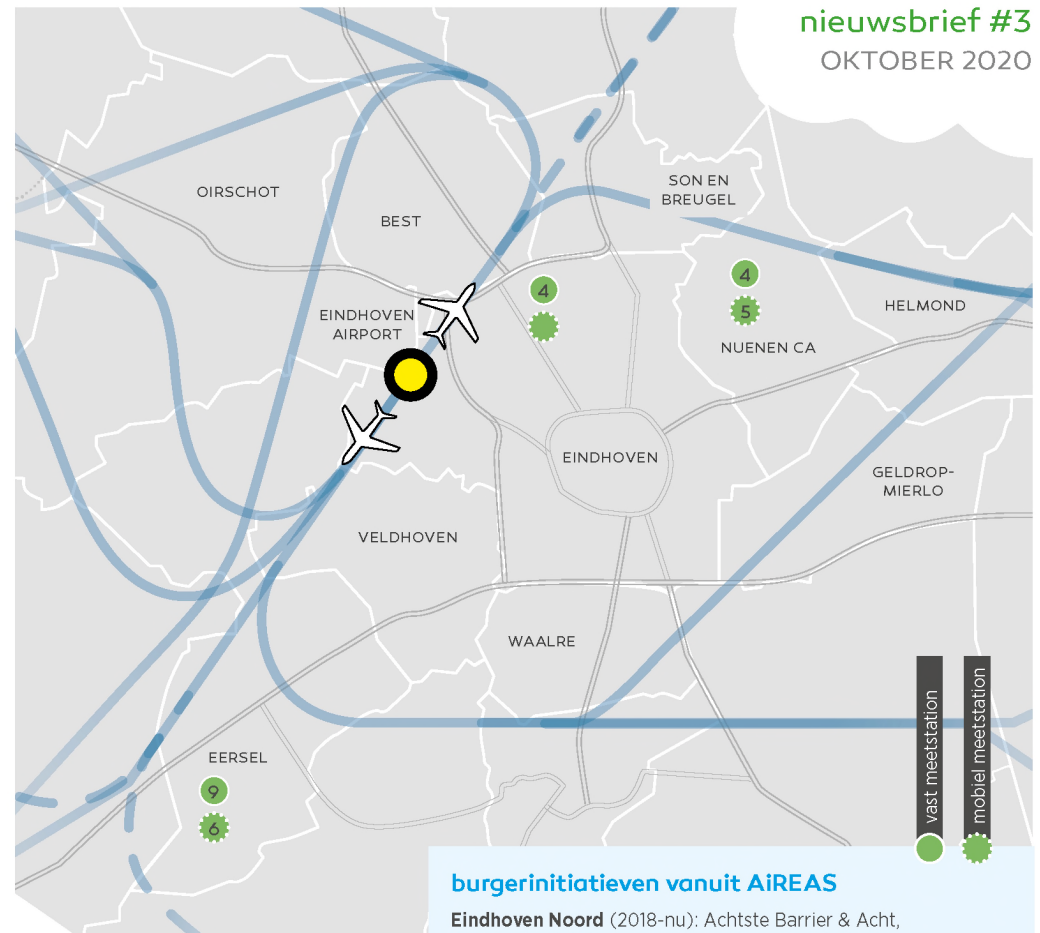 nieuwsbrief #3
OKTOBER 2020
OIRSCHOT
BEST
SON EN
BREUGEL
4
4
5
EINDHOVEN
AIRPORT
HELMOND
NUENEN CA
EINDHOVEN
GELDROP-
MIERLO
VELDHOVEN
WAALRE
EERSEL
9
6
vast meetstation
mobiel meetstation
burgerinitiatieven vanuit AiREAS
Eindhoven Noord (2018-nu): Achtste Barrier & Acht,